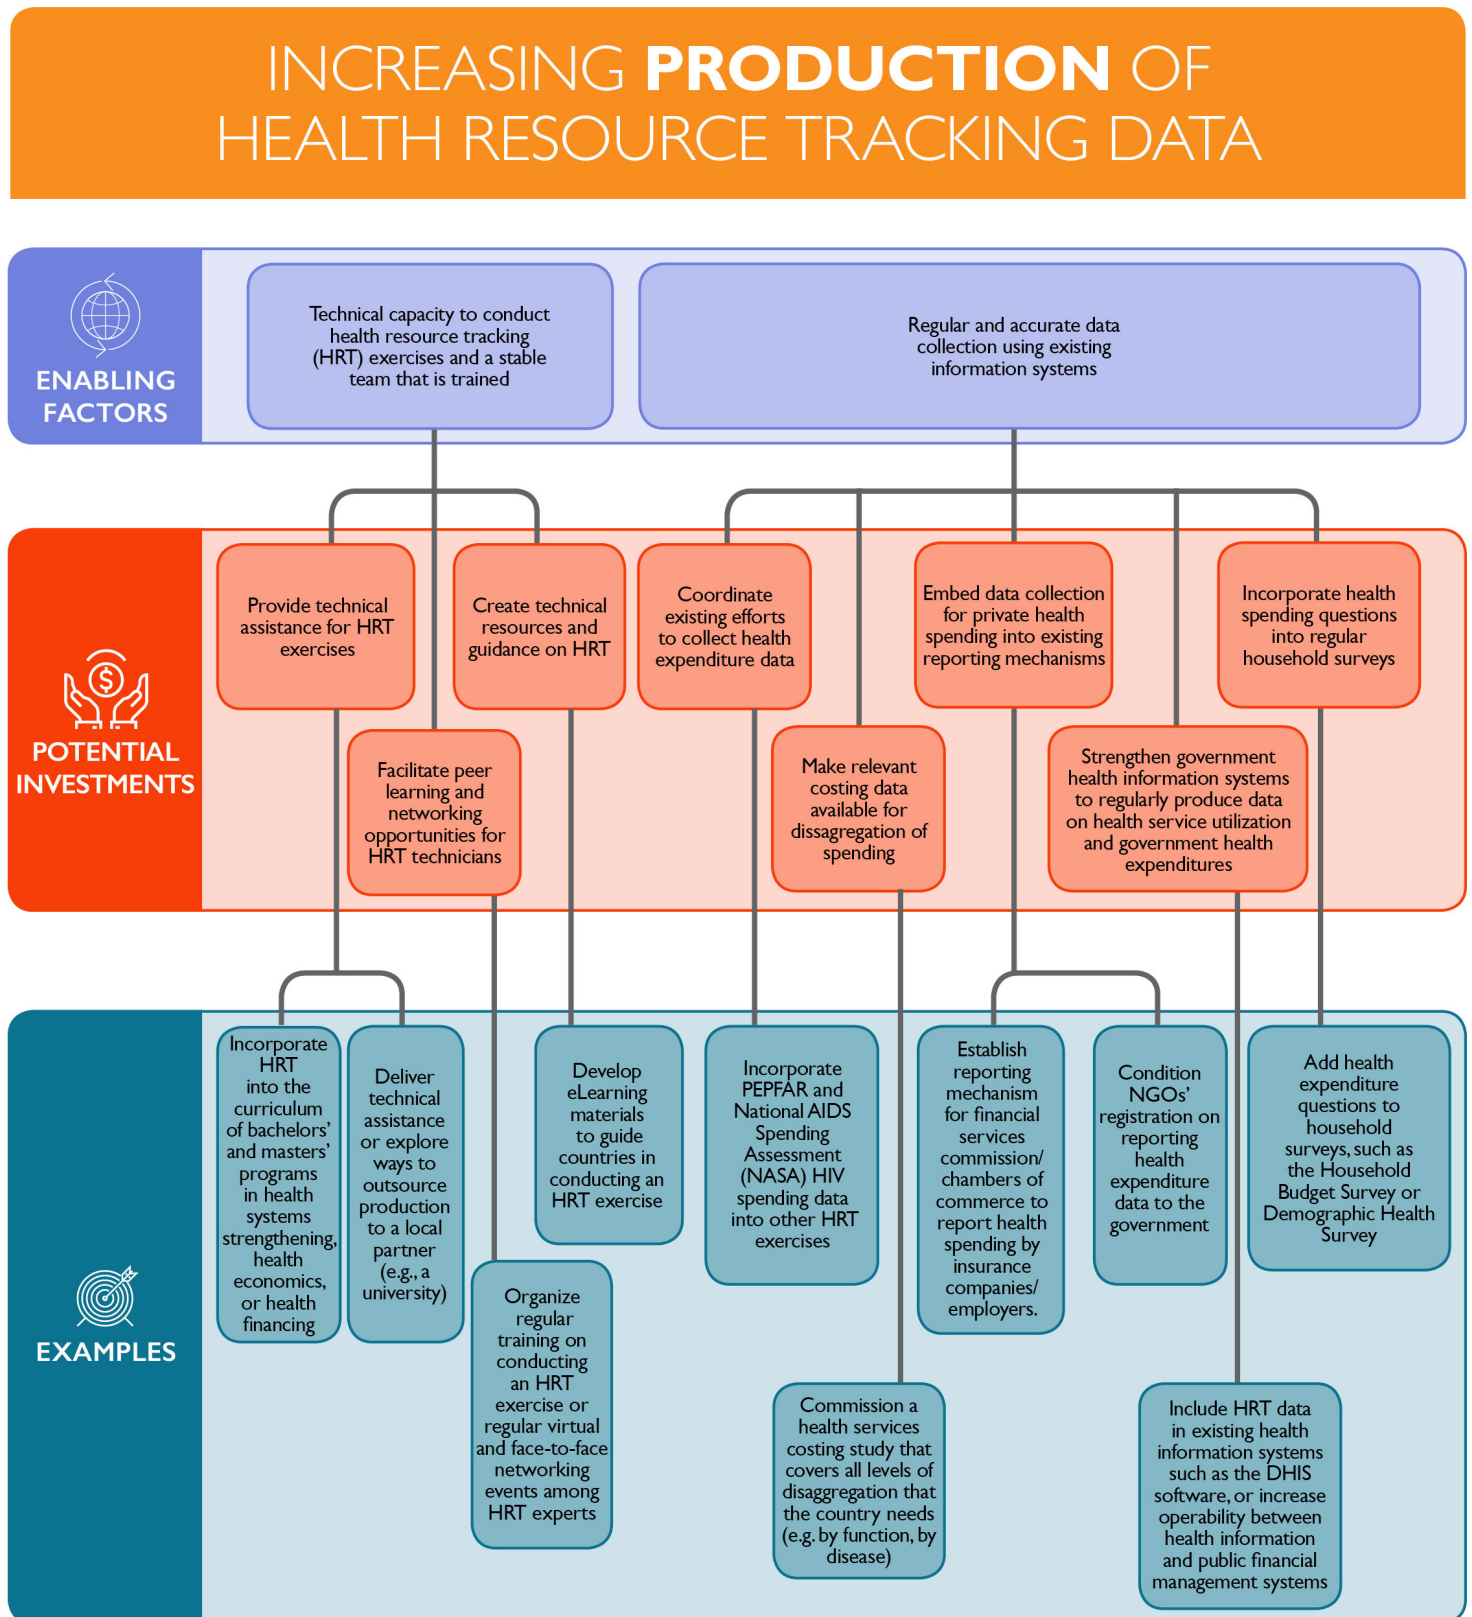 INCREASING PRODUCTION OF
HEALTH RESOURCE TRACKING DATA
ENABLING
FACTORS
Technical capacity to conduct
health resource tracking
(HRT) exercises and a stable
team that is trained
Regular and accurate data
collection using existing
information systems
POTENTIAL
INVESTMENTS
Provide technical
assistance for HRT
exercises
Facilitate peer
learning and
networking
opportunities for
HRT technicians
Create technical
resources and
guidance on HRT
Coordinate
existing efforts
to collect health
expenditure data
Make relevant
costing data
available for
dissagregation of
spending
Embed data collection
for private health
spending into existing
reporting mechanisms
Strengthen government
health information systems
to regularly produce data
on health service utilization
and government health
expenditures
Incorporate health
spending questions
into regular
household surveys
EXAMPLES
Incorporate
HRT
into the
curriculum
of bachelors’
and masters’
programs
in health
systems
strengthening,
health
economics,
or health
financing
Deliver
technical
assistance
or explore
ways to
outsource
production
to a local
partner
(e.g., a
university)
Organize
regular
training on
conducting
an HRT
exercise or
regular virtual
and face-to-face
networking
events among
HRT experts
Develop
eLearning
materials
to guide
countries in
conducting an
HRT exercise
Incorporate
PEPFAR and
National AIDS
Spending
Assessment
(NASA) HIV
spending data
into other HRT
exercises
Commission a
health services
costing study that
covers all levels of
disaggregation that
the country needs
(e.g. by function, by
disease)
Establish
reporting
mechanism
for financial
services
commission/
chambers of
commerce to
report health
spending by
insurance
companies/
employers.
Condition
NGOs’
registration on
reporting
health
expenditure
data to the
government
Include HRT data
in existing health
information systems
such as the DHIS
software, or increase
operability between
health information
and public financial
management systems
Add health
expenditure
questions to
household
surveys, such as
the Household
Budget Survey or
Demographic Health
Survey